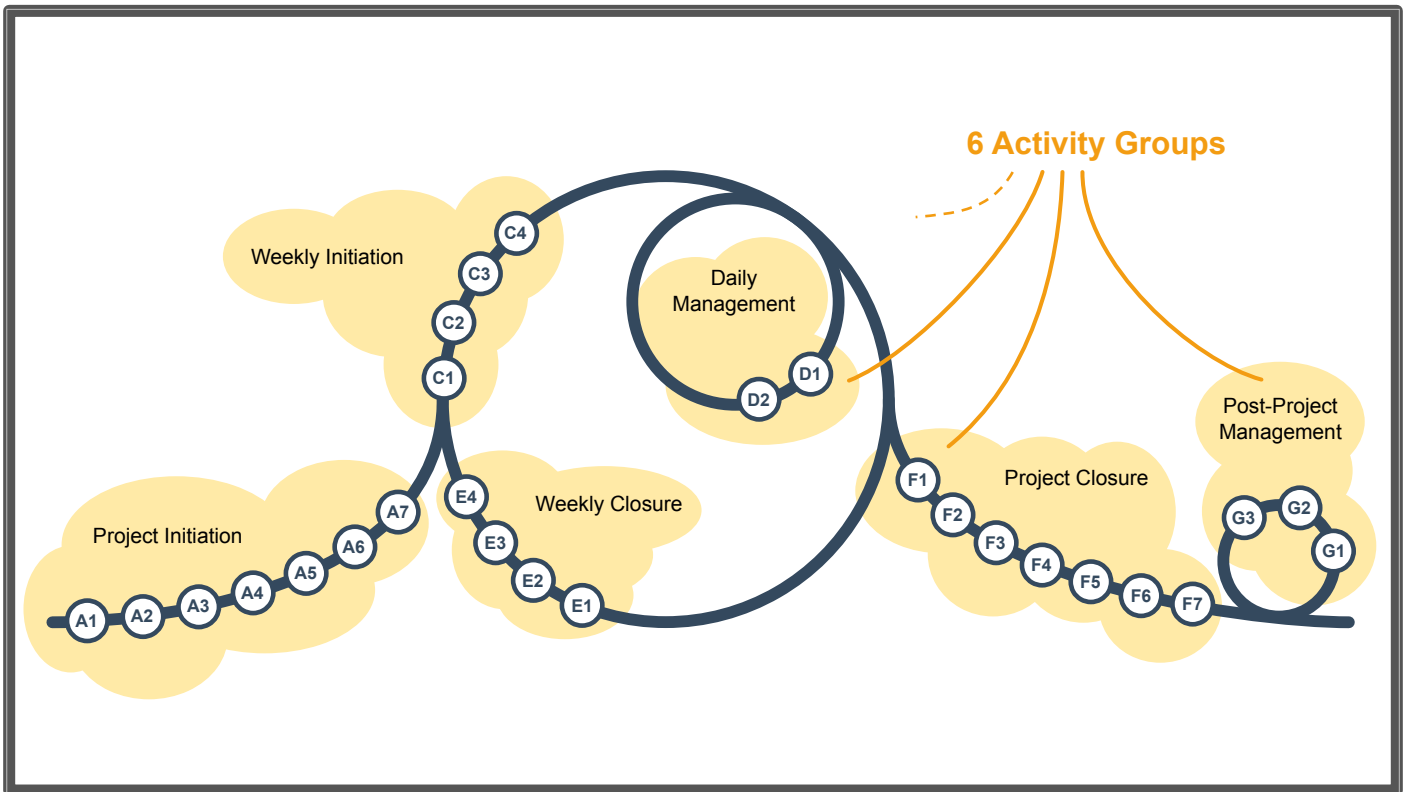 6 Activity Groups
Weekly Initiation
C4
C3
C2
C1
Daily
Management
D1
D2
Post-Project
Management
G3
G2
G1
Project Initiation
A1
A2
A3
A4
A5
A6
A7
Weekly Closure
E4
E3
E2
E1
Project Closure
F1
F2
F3
F4
F5
F6
F7